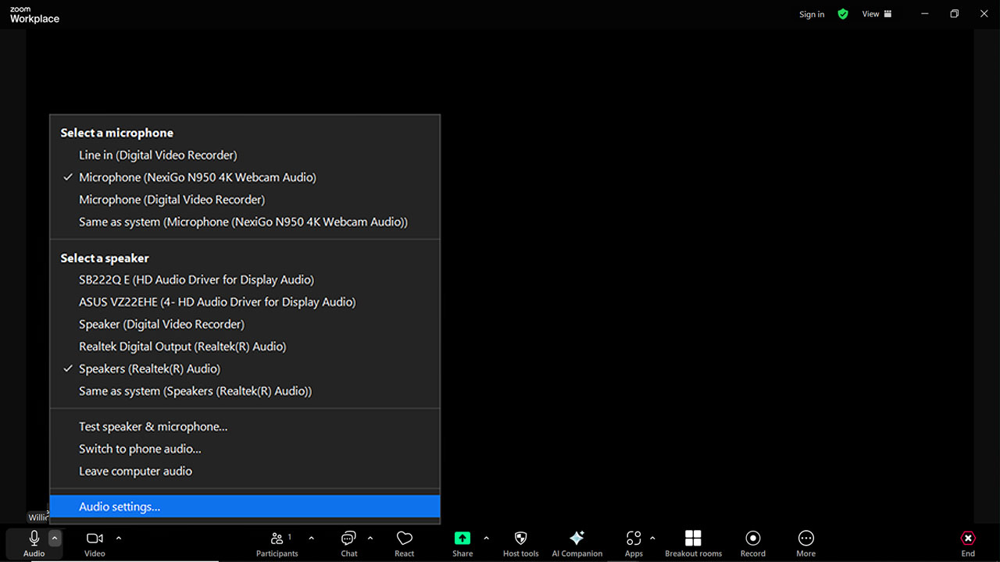 zoom
Workplace
Sign in
View
Select a microphone
Line in (Digital Video Recorder)
Microphone (NexiGo N950 4K Webcam Audio)
Microphone (Digital Video Recorder)
Same as system (Microphone (NexiGo N950 4K Webcam Audio))
Select a speaker
SB222Q E (HD Audio Driver for Display Audio)
ASUS VZ22EHE (4- HD Audio Driver for Display Audio)
Speaker (Digital Video Recorder)
Realtek Digital Output (Realtek(R) Audio)
Speakers (Realtek(R) Audio)
Same as system (Speakers (Realtek(R) Audio))
Test speaker & microphone...
Switch to phone audio...
Leave computer audio
Audio settings...
Audio
Video
Participants
1
Chat
React
Share
Host tools
AI Companion
Apps
Breakout rooms
Record
More
End